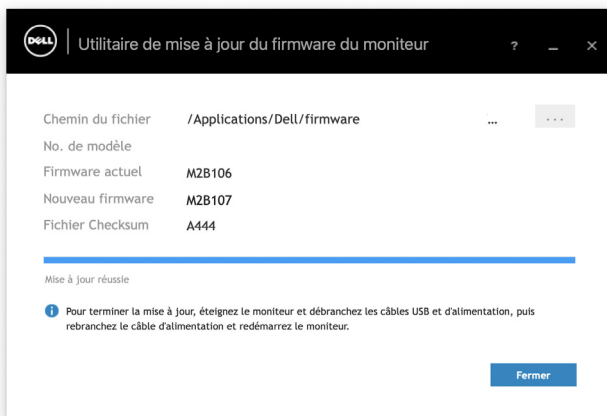 DELL Utilitaire de mise à jour du firmware du moniteur ?
Chemin du fichier /Applications/Dell/firmware ... ...
No. de modèle
Firmware actuel M2B106
Nouveau firmware M2B107
Fichier Checksum A444
Mise à jour réussie
Pour terminer la mise à jour, éteignez le moniteur et débranchez les câbles USB et d'alimentation, puis
rebranchez le câble d'alimentation et redémarrez le moniteur.
Fermer